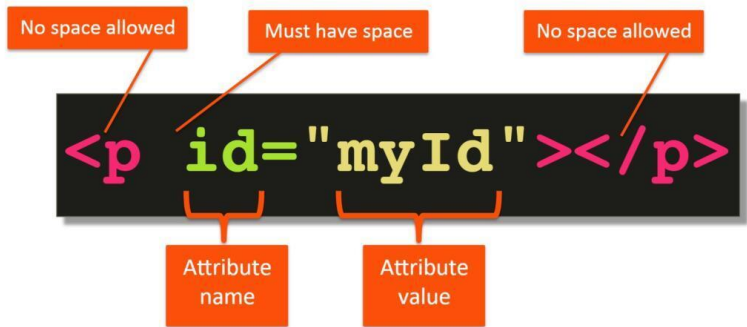 No space allowed
Must have space
No space allowed
<p id="myId"></p>
Attribute
name
Attribute
value